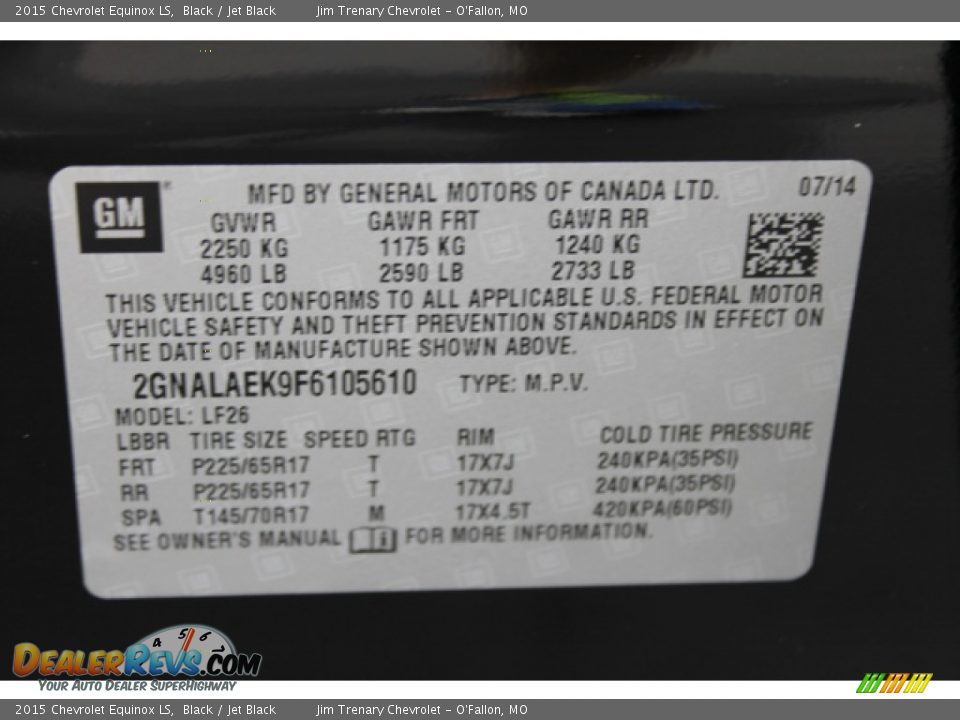 2015 Chevrolet Equinox LS, Black / Jet Black Jim Trenary Chevrolet - O'Fallon, MO
GM
MFD BY GENERAL MOTORS OF CANADA LTD. 07/14
GVWR GAWR FRT GAWR RR
2250 KG 1175 KG 1240 KG
4960 LB 2590 LB 2733 LB
THIS VEHICLE CONFORMS TO ALL APPLICABLE U.S. FEDERAL MOTOR
VEHICLE SAFETY AND THEFT PREVENTION STANDARDS IN EFFECT ON
THE DATE OF MANUFACTURE SHOWN ABOVE.
2GNALAEK9F6105610 TYPE: M.P.V.
MODEL: LF26
LBBR TIRE SIZE SPEED RTG RIM COLD TIRE PRESSURE
FRT P225/65R17 T 17X7J 240KPA(35PSI)
RR P225/65R17 T 17X7J 240KPA(35PSI)
SPA T145/70R17 M 17X4.5T 420KPA(60PSI)
SEE OWNER'S MANUAL FOR MORE INFORMATION.
4 5 6
DEALERREVS.COM
YOUR AUTO DEALER SUPERHIGHWAY
2015 Chevrolet Equinox LS, Black / Jet Black Jim Trenary Chevrolet - O'Fallon, MO